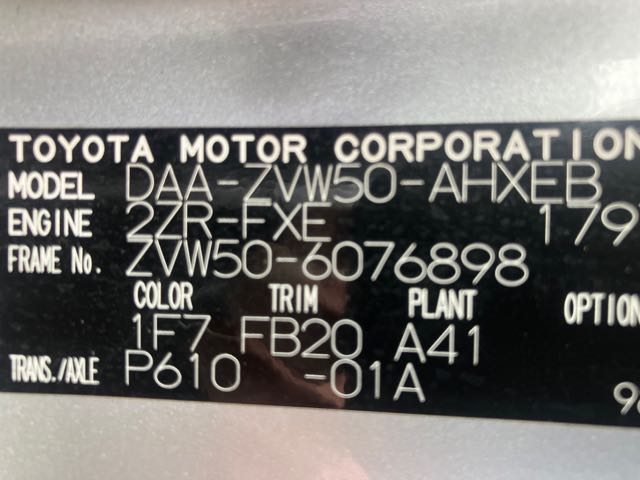 TOYOTA MOTOR CORPORATION
MODEL DAA-ZVW50-AHXEB
ENGINE 2ZR-FXE 179
FRAME No. ZVW50-6076898
COLOR TRIM PLANT OPTION
1F7 FB20 A41
TRANS./AXLE P610 -01A